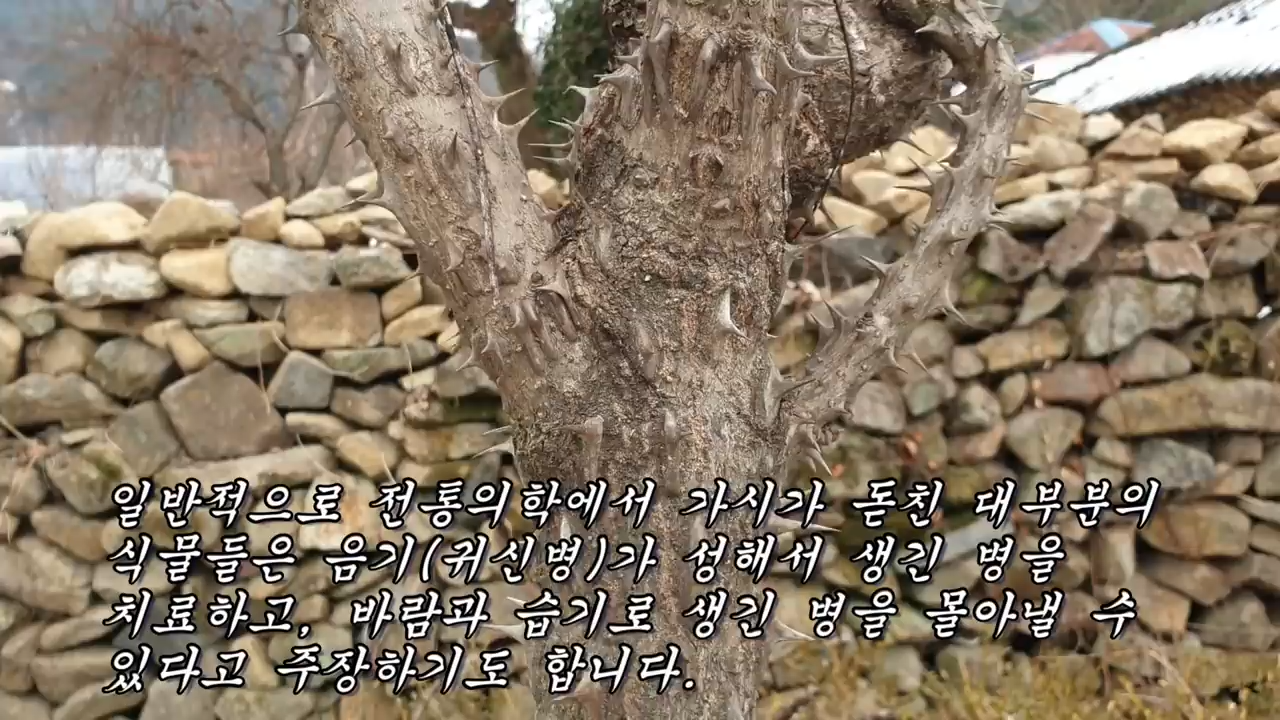 일반적으로 전통의학에서 가시가 돋친 대부분의
식물들은 음기(귀신병)가 성해서 생긴 병을
치료하고, 바람과 습기로 생긴 병을 몰아낼 수
있다고 주장하기도 합니다.